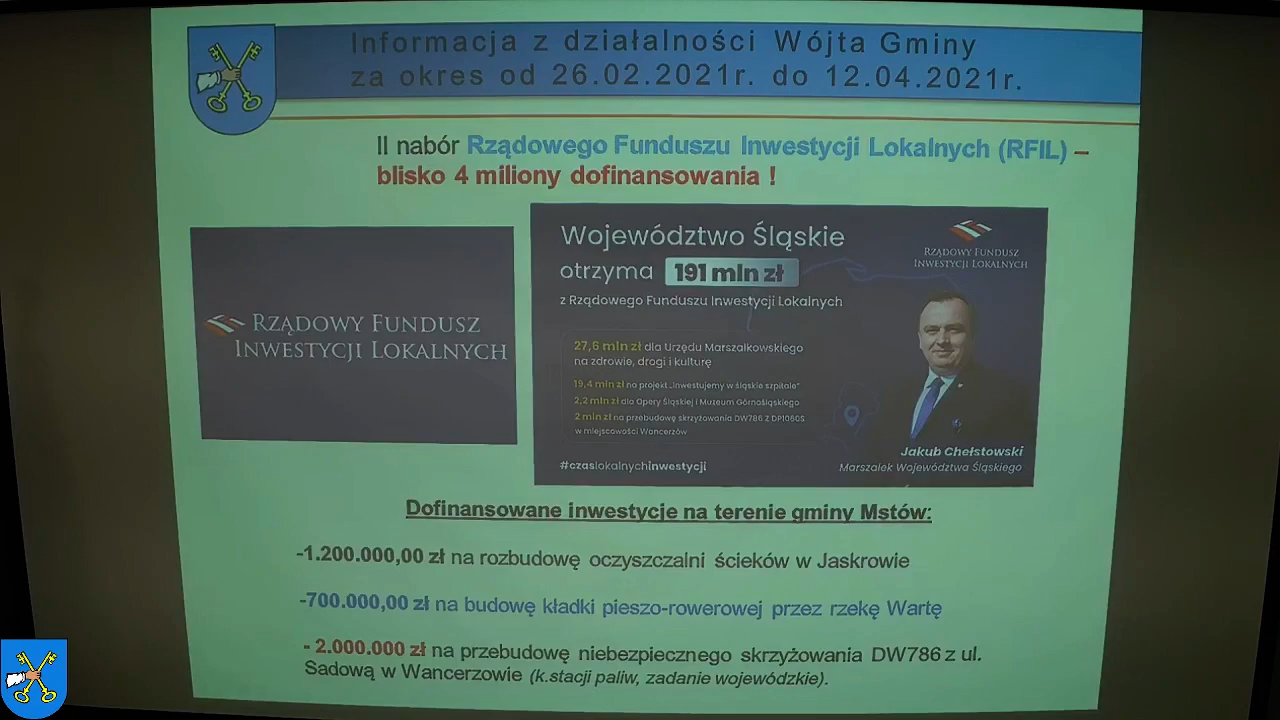 Informacja z działalności Wójta Gminy
za okres od 26.02.2021r. do 12.04.2021r.
II nabór Rządowego Funduszu Inwestycji Lokalnych (RFIL) –
blisko 4 miliony dofinansowania !
Rządowy Fundusz
Inwestycji Lokalnych
Województwo Śląskie
otrzyma 191 mln zł
z Rządowego Funduszu Inwestycji Lokalnych
Rządowy Fundusz
Inwestycji Lokalnych
27,6 mln zł dla Urzędu Marszałkowskiego
na zdrowie, drogi i kulturę
19,4 mln zł na projekt „Inwestujemy w śląskie szpitale”
2,2 mln zł dla Opery Śląskiej i Muzeum Górnośląskiego
2 mln zł na przebudowę skrzyżowania DW786 z DP1060S
w miejscowości Wancerzów
#czaslokalnychinwestycji
Jakub Chełstowski
Marszałek Województwa Śląskiego
Dofinansowane inwestycje na terenie gminy Mstów:
-1.200.000,00 zł na rozbudowę oczyszczalni ścieków w Jaskrowie
-700.000,00 zł na budowę kładki pieszo-rowerowej przez rzekę Wartę
- 2.000.000 zł na przebudowę niebezpiecznego skrzyżowania DW786 z ul.
Sadową w Wancerzowie (k.stacji paliw, zadanie wojewódzkie).